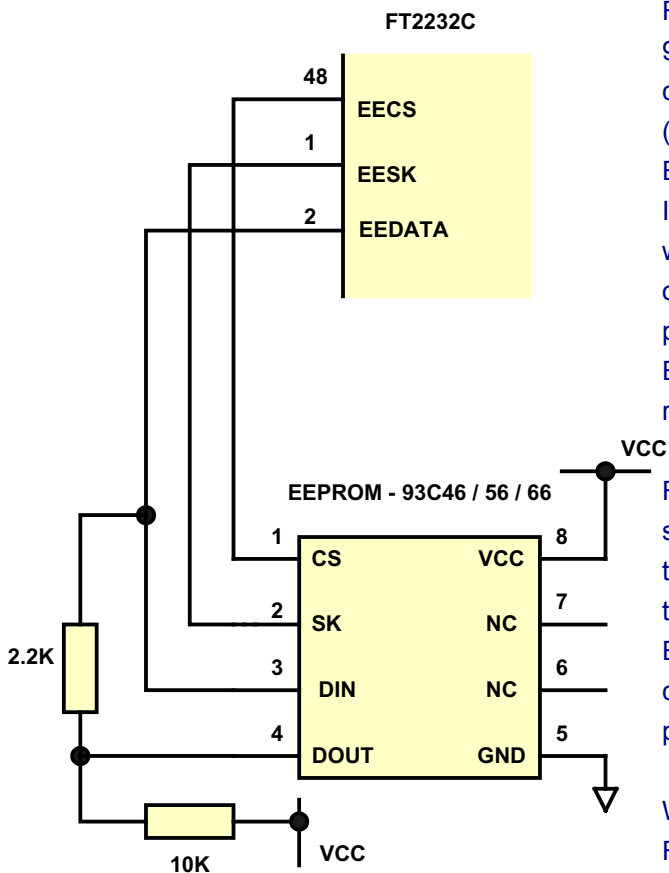 FT2232C
48
EECS
1
EESK
2
EEDATA
VCC
EEPROM - 93C46 / 56 / 66
1
CS
VCC
8
2
SK
NC
7
2.2K
3
DIN
NC
6
4
DOUT
GND
5
10K
VCC